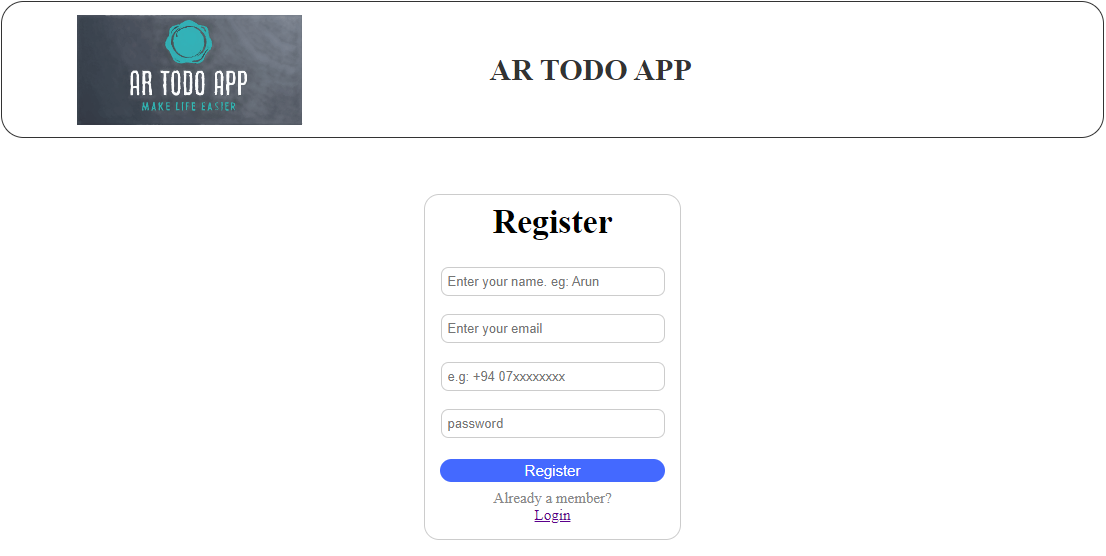 AR TODO APP
MAKE LIFE EASIER
AR TODO APP
Register
Enter your name. eg: Arun
Enter your email
e.g: +94 07xxxxxxxx
password
Register
Already a member?
Login